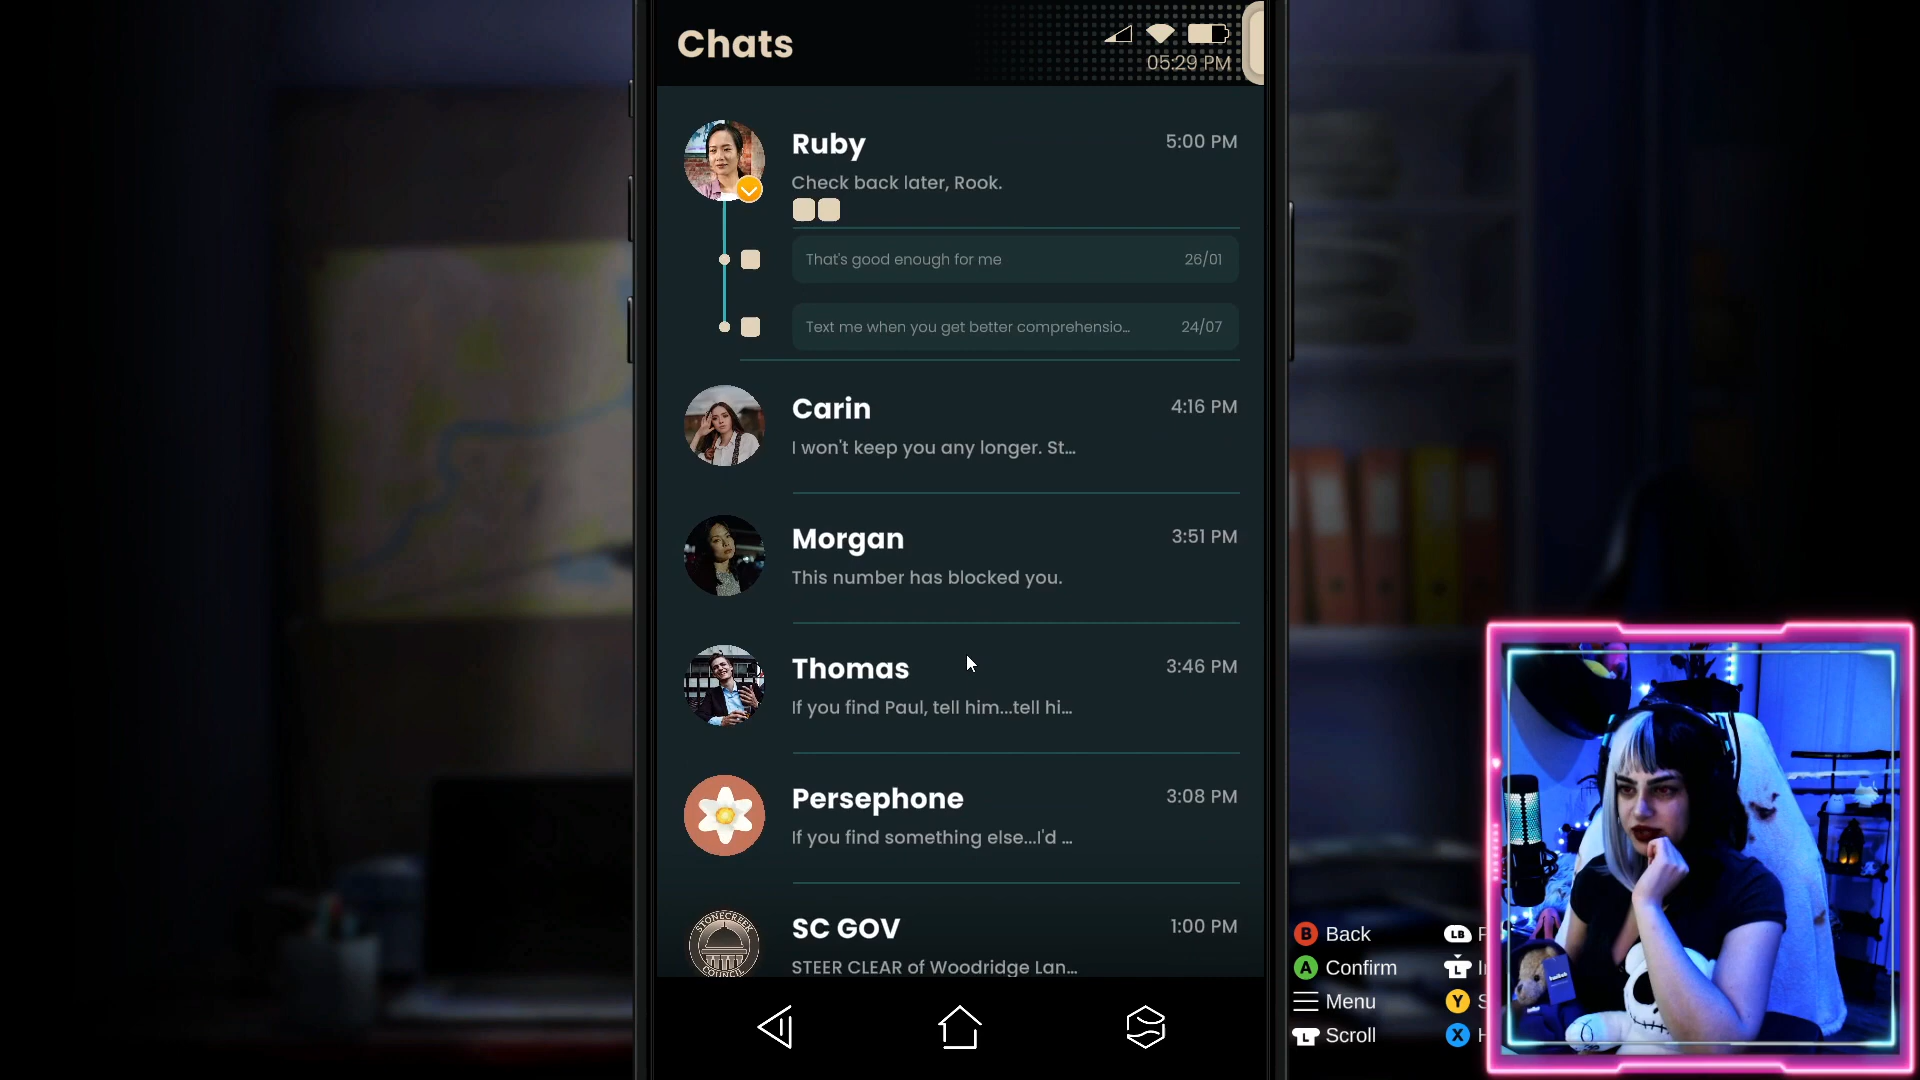 Chats
05:29 PM
Ruby
5:00 PM
Check back later, Rook.
That's good enough for me
26/01
Text me when you get better comprehensio...
24/07
Carin
4:16 PM
I won't keep you any longer. St...
Morgan
3:51 PM
This number has blocked you.
Thomas
3:46 PM
If you find Paul, tell him...tell hi...
Persephone
3:08 PM
If you find something else...I'd ...
STONECREEK
COUNCIL
SC GOV
1:00 PM
STEER CLEAR of Woodridge Lan...
B Back
LB
A Confirm
L
Menu
Y
L Scroll
X